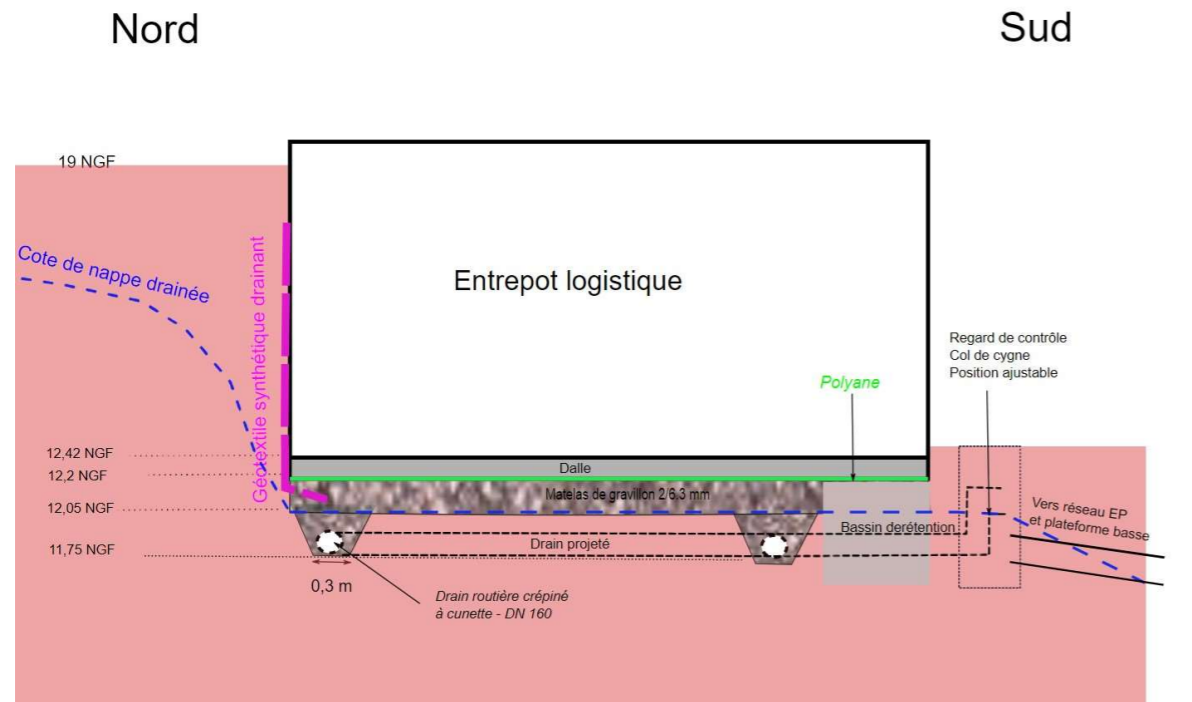 Nord
Sud
19 NGF
Cote de nappe drainée
Géotextile synthétique drainant
Entrepot logistique
Regard de contrôle
Col de cygne
Position ajustable
Polyane
12,42 NGF
Dalle
12,2 NGF
Matelas de gravillon 2/6,3 mm
12,05 NGF
Vers réseau EP
et plateforme basse
Bassin derétention
Drain projeté
11,75 NGF
0,3 m
Drain routière crépiné
à cunette - DN 160